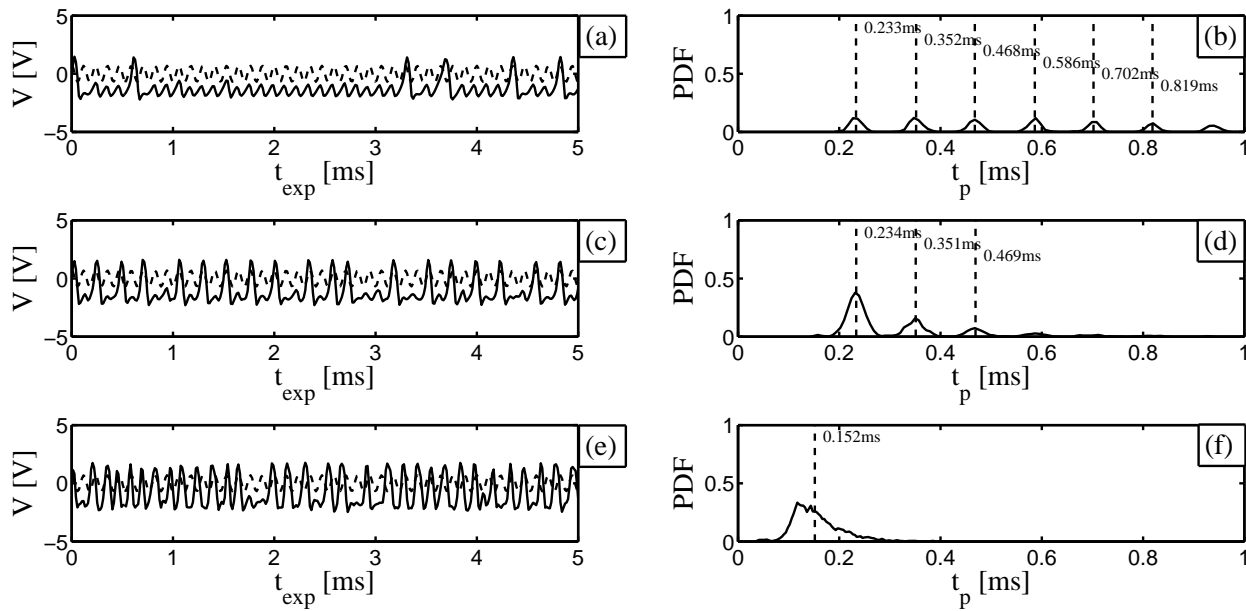 5
0
−5
V [V]
0 1 2 3 4 5
t_exp [ms]
(a)
1
0.5
0
PDF
0.233ms
0.352ms
0.468ms
0.586ms
0.702ms
0.819ms
0 0.2 0.4 0.6 0.8 1
t_p [ms]
(b)
5
0
−5
V [V]
0 1 2 3 4 5
t_exp [ms]
(c)
1
0.5
0
PDF
0.234ms
0.351ms
0.469ms
0 0.2 0.4 0.6 0.8 1
t_p [ms]
(d)
5
0
−5
V [V]
0 1 2 3 4 5
t_exp [ms]
(e)
1
0.5
0
PDF
0.152ms
0 0.2 0.4 0.6 0.8 1
t_p [ms]
(f)